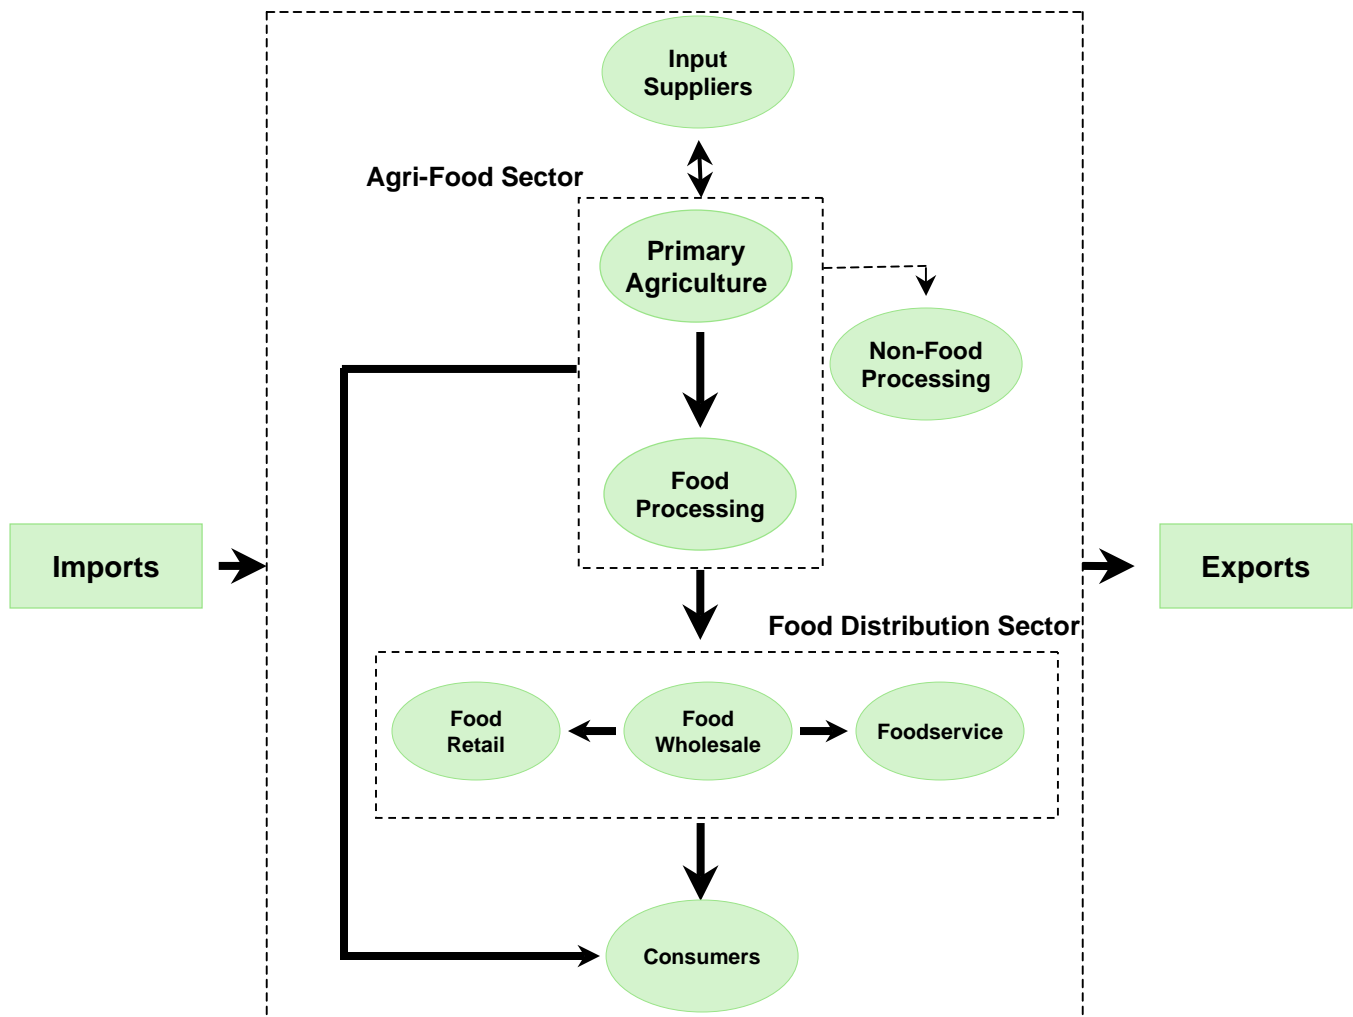 Input
Suppliers
Agri-Food Sector
Primary
Agriculture
Non-Food
Processing
Food
Processing
Imports
Exports
Food Distribution Sector
Food
Retail
Food
Wholesale
Foodservice
Consumers